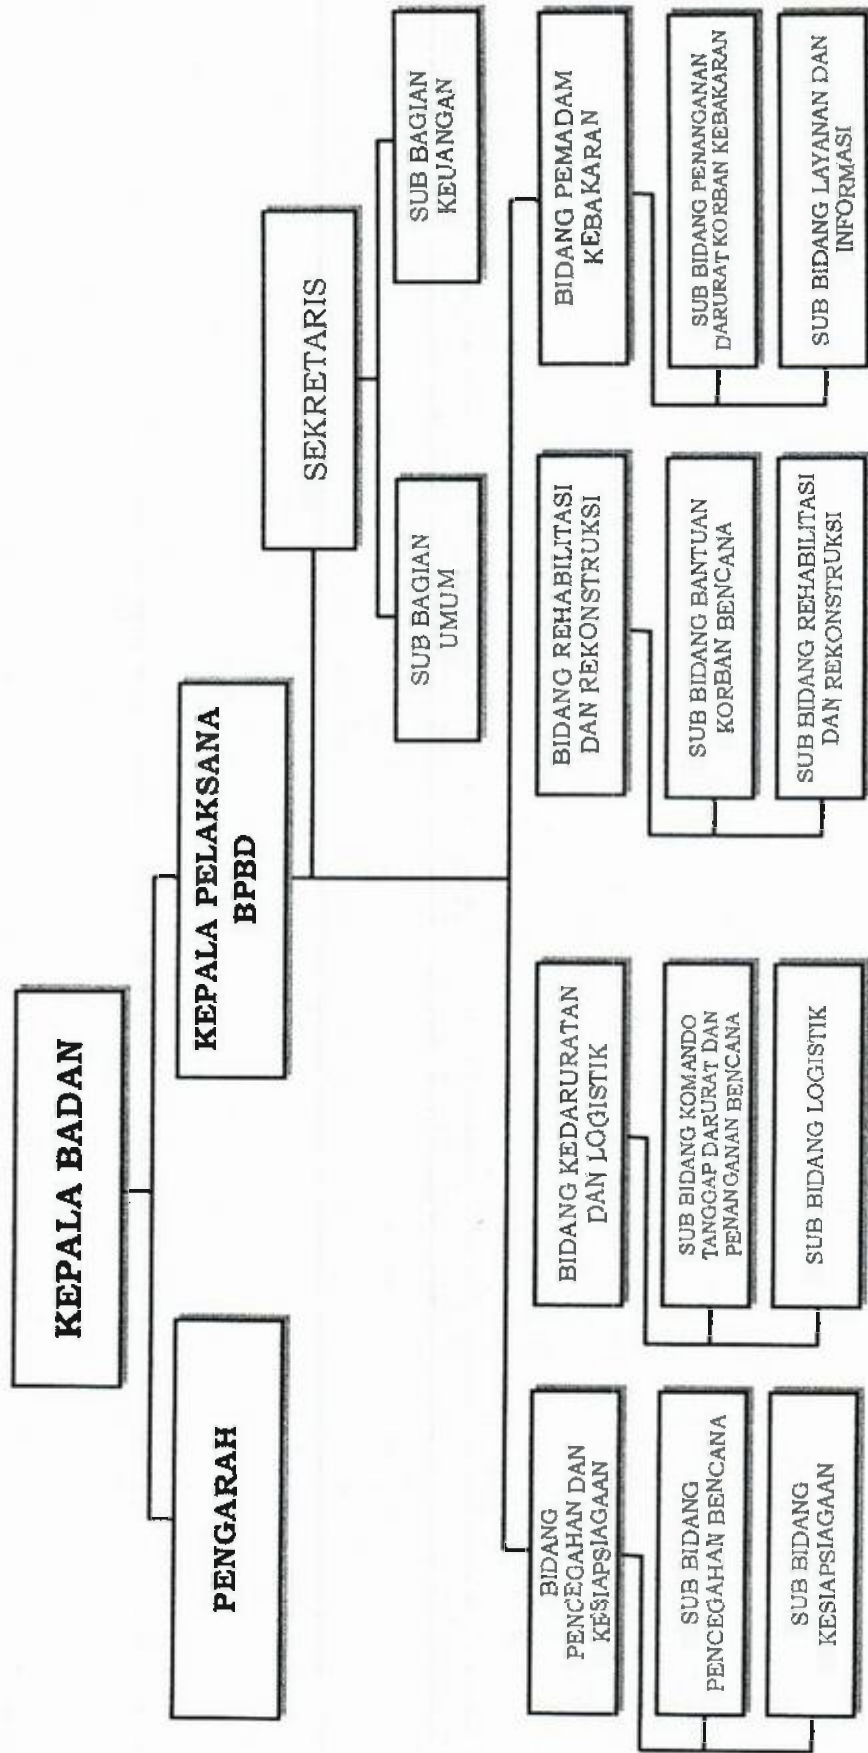 KEPALA BADAN
PENGARAH
KEPALA PELAKSANA
BPBD
SEKRETARIS
SUB BAGIAN
UMUM
SUB BAGIAN
KEUANGAN
BIDANG
PENCEGAHAN DAN
KESIAPSIAGAAN
SUB BIDANG
PENCEGAHAN BENCANA
SUB BIDANG
KESIAPSIAGAAN
BIDANG KEDARURATAN
DAN LOGISTIK
SUB BIDANG KOMANDO
TANGGAP DARURAT DAN
PENANGANAN BENCANA
SUB BIDANG LOGISTIK
BIDANG REHABILITASI
DAN REKONSTRUKSI
SUB BIDANG BANTUAN
KORBAN BENCANA
SUB BIDANG REHABILITASI
DAN REKONSTRUKSI
BIDANG PEMADAM
KEBAKARAN
SUB BIDANG PENANGANAN
DARURAT KORBAN KEBAKARAN
SUB BIDANG LAYANAN DAN
INFORMASI